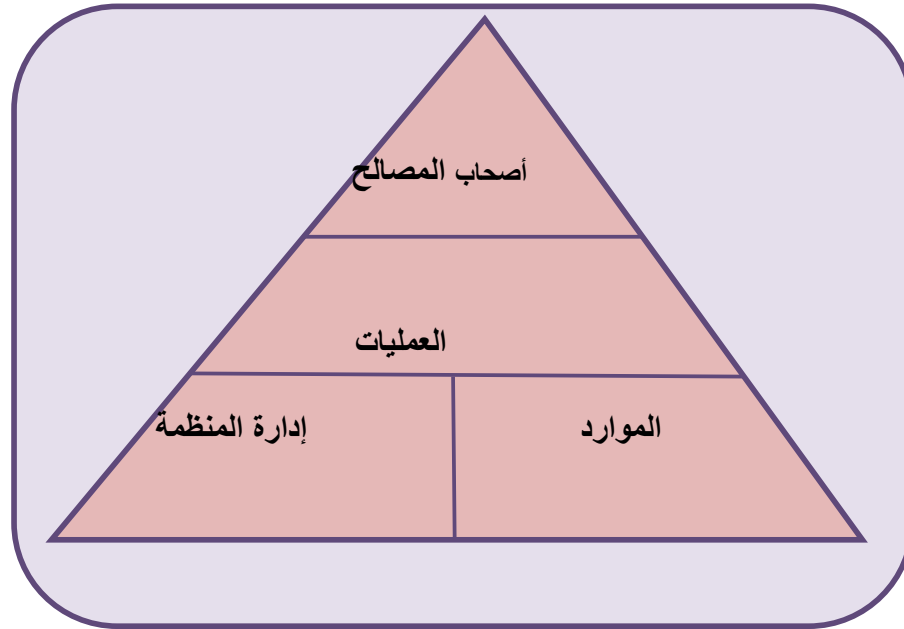 أصحاب المصالح
العمليات
الموارد
إدارة المنظمة